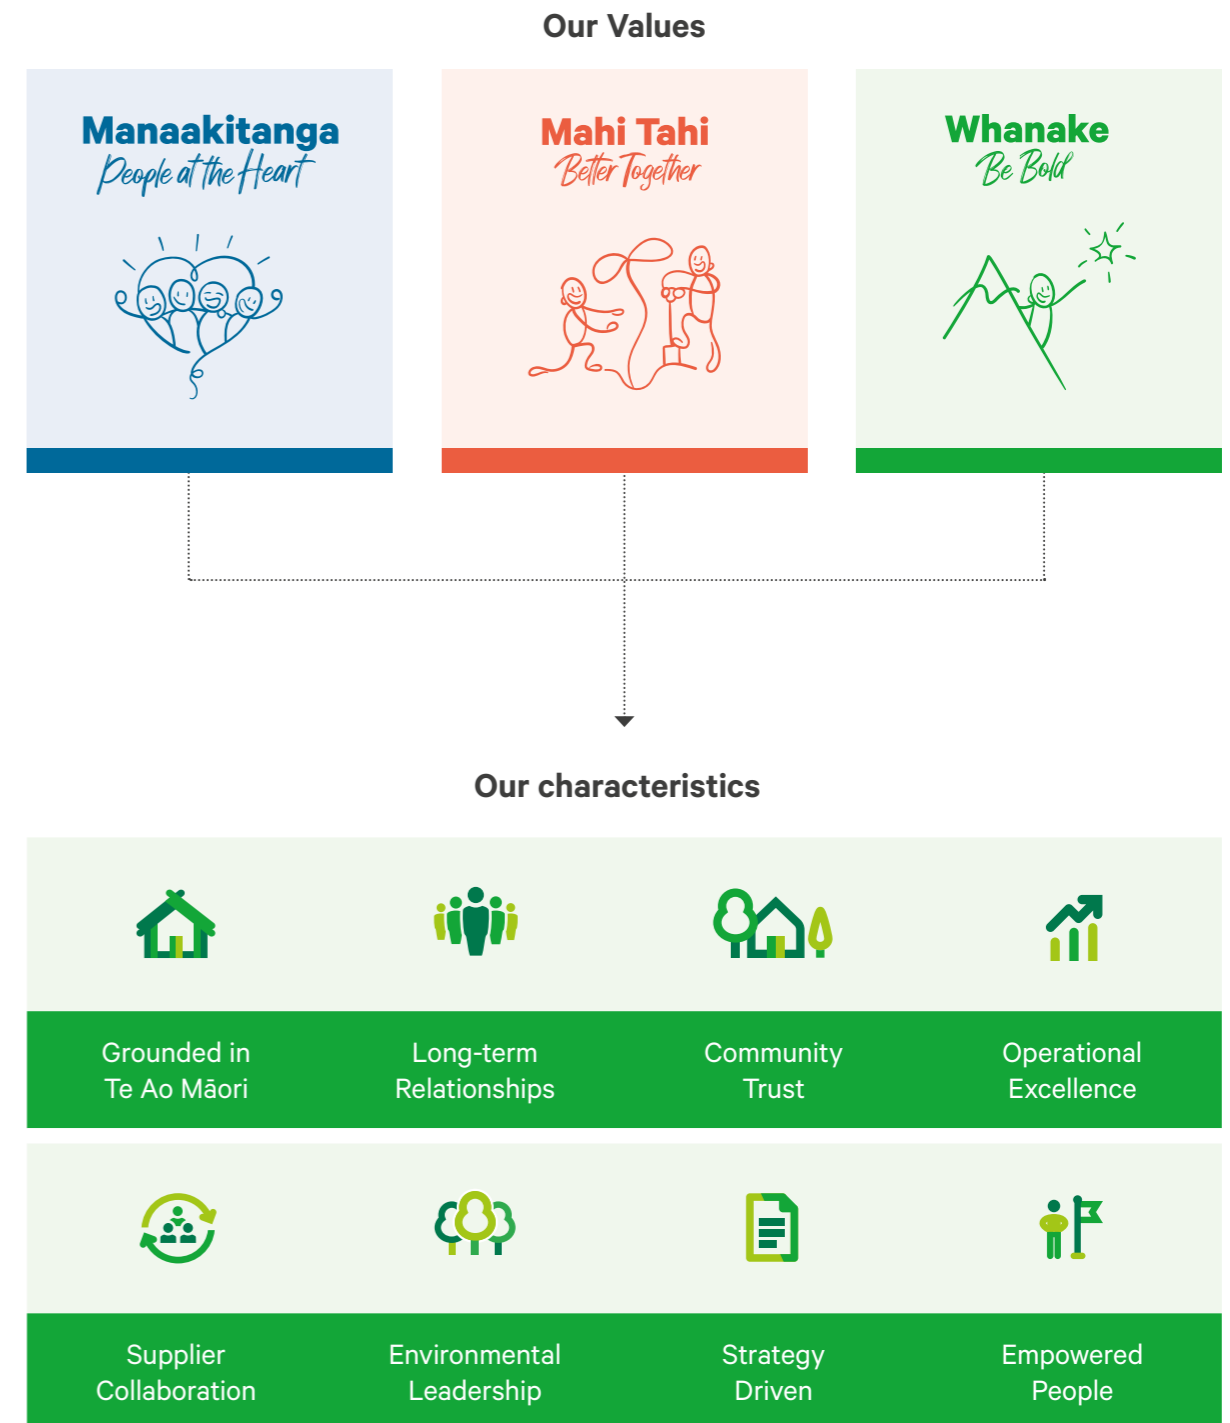 Our Values
Manaakitanga
People at the Heart
Mahi Tahi
Better Together
Whanake
Be Bold
Our characteristics
Grounded in
Te Ao Māori
Long-term
Relationships
Community
Trust
Operational
Excellence
Supplier
Collaboration
Environmental
Leadership
Strategy
Driven
Empowered
People